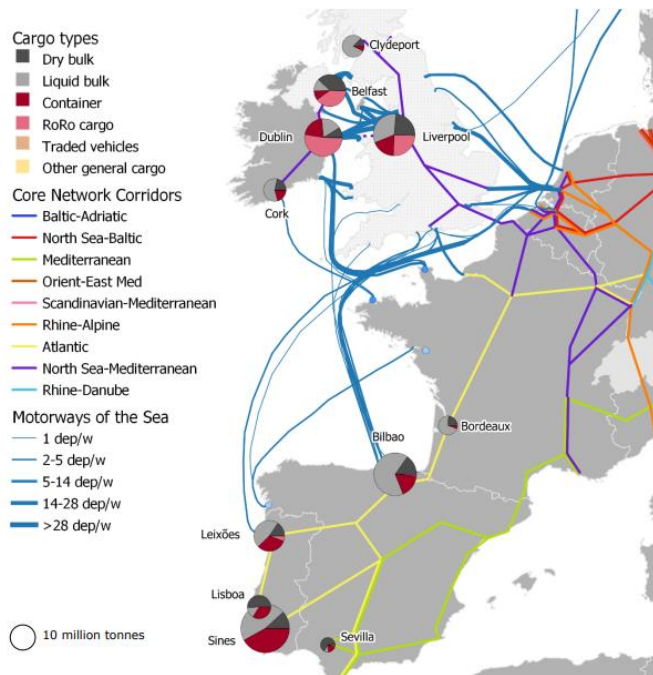 Cargo types
Dry bulk
Liquid bulk
Container
RoRo cargo
Traded vehicles
Other general cargo
Core Network Corridors
Baltic-Adriatic
North Sea-Baltic
Mediterranean
Orient-East Med
Scandinavian-Mediterranean
Rhine-Alpine
Atlantic
North Sea-Mediterranean
Rhine-Danube
Motorways of the Sea
1 dep/w
2-5 dep/w
5-14 dep/w
14-28 dep/w
>28 dep/w
10 million tonnes
Clydeport
Belfast
Dublin
Liverpool
Cork
Bordeaux
Bilbao
Leixões
Lisboa
Sines
Sevilla